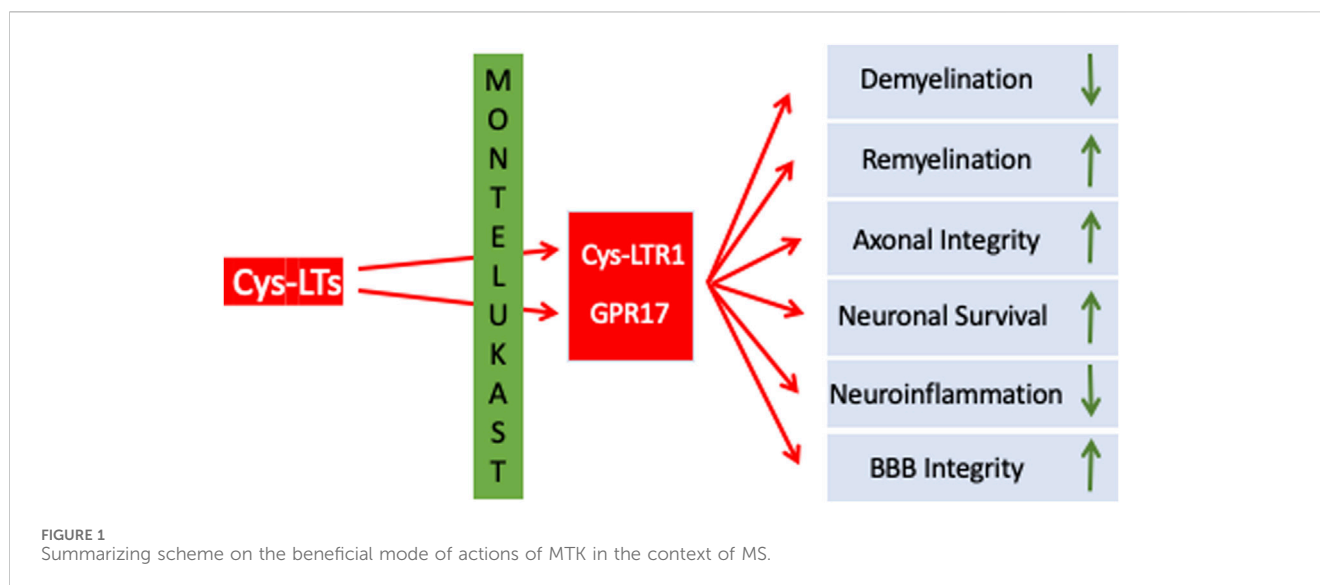 Cys-LTs
MONTELUKAST
Cys-LTR1
GPR17
Demyelination
Remyelination
Axonal Integrity
Neuronal Survival
Neuroinflammation
BBB Integrity
FIGURE 1
Summarizing scheme on the beneficial mode of actions of MTK in the context of MS.